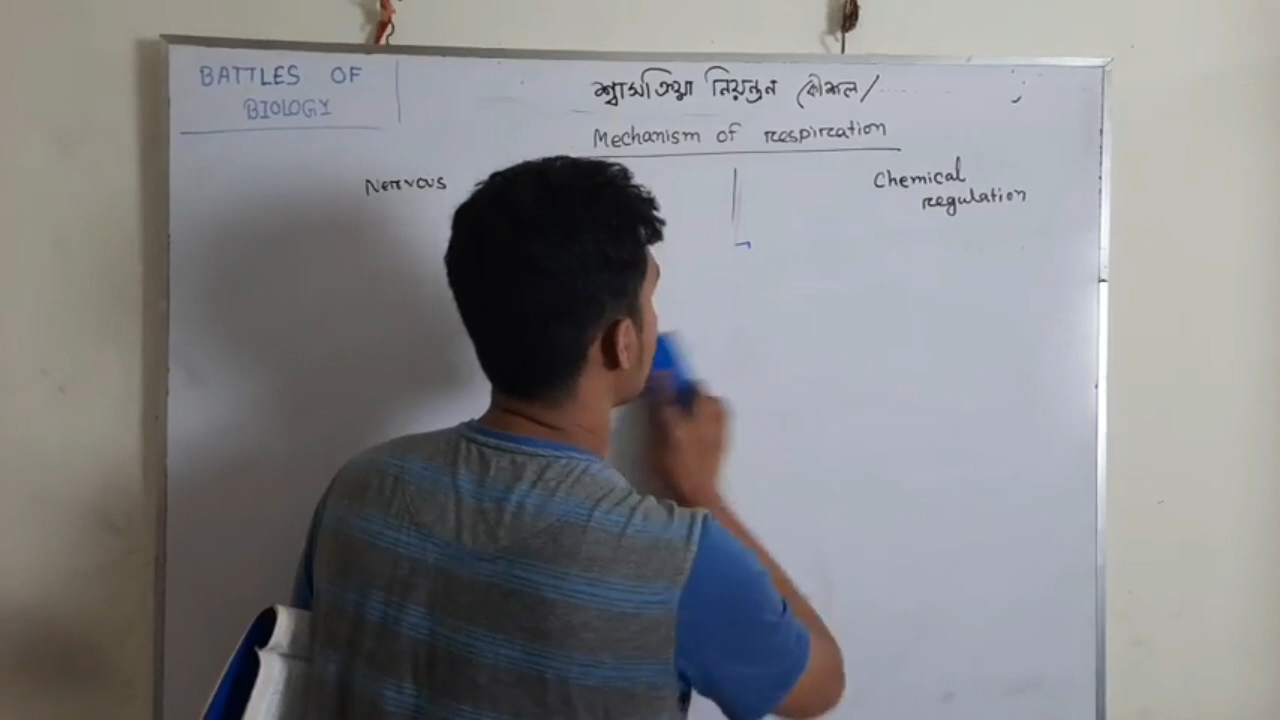 BATTLES OF
BIOLOGY
শ্বাসক্রিয়া নিয়ন্ত্রন কৌশল /
Mechanism of respiration
Nervous
Chemical
regulation